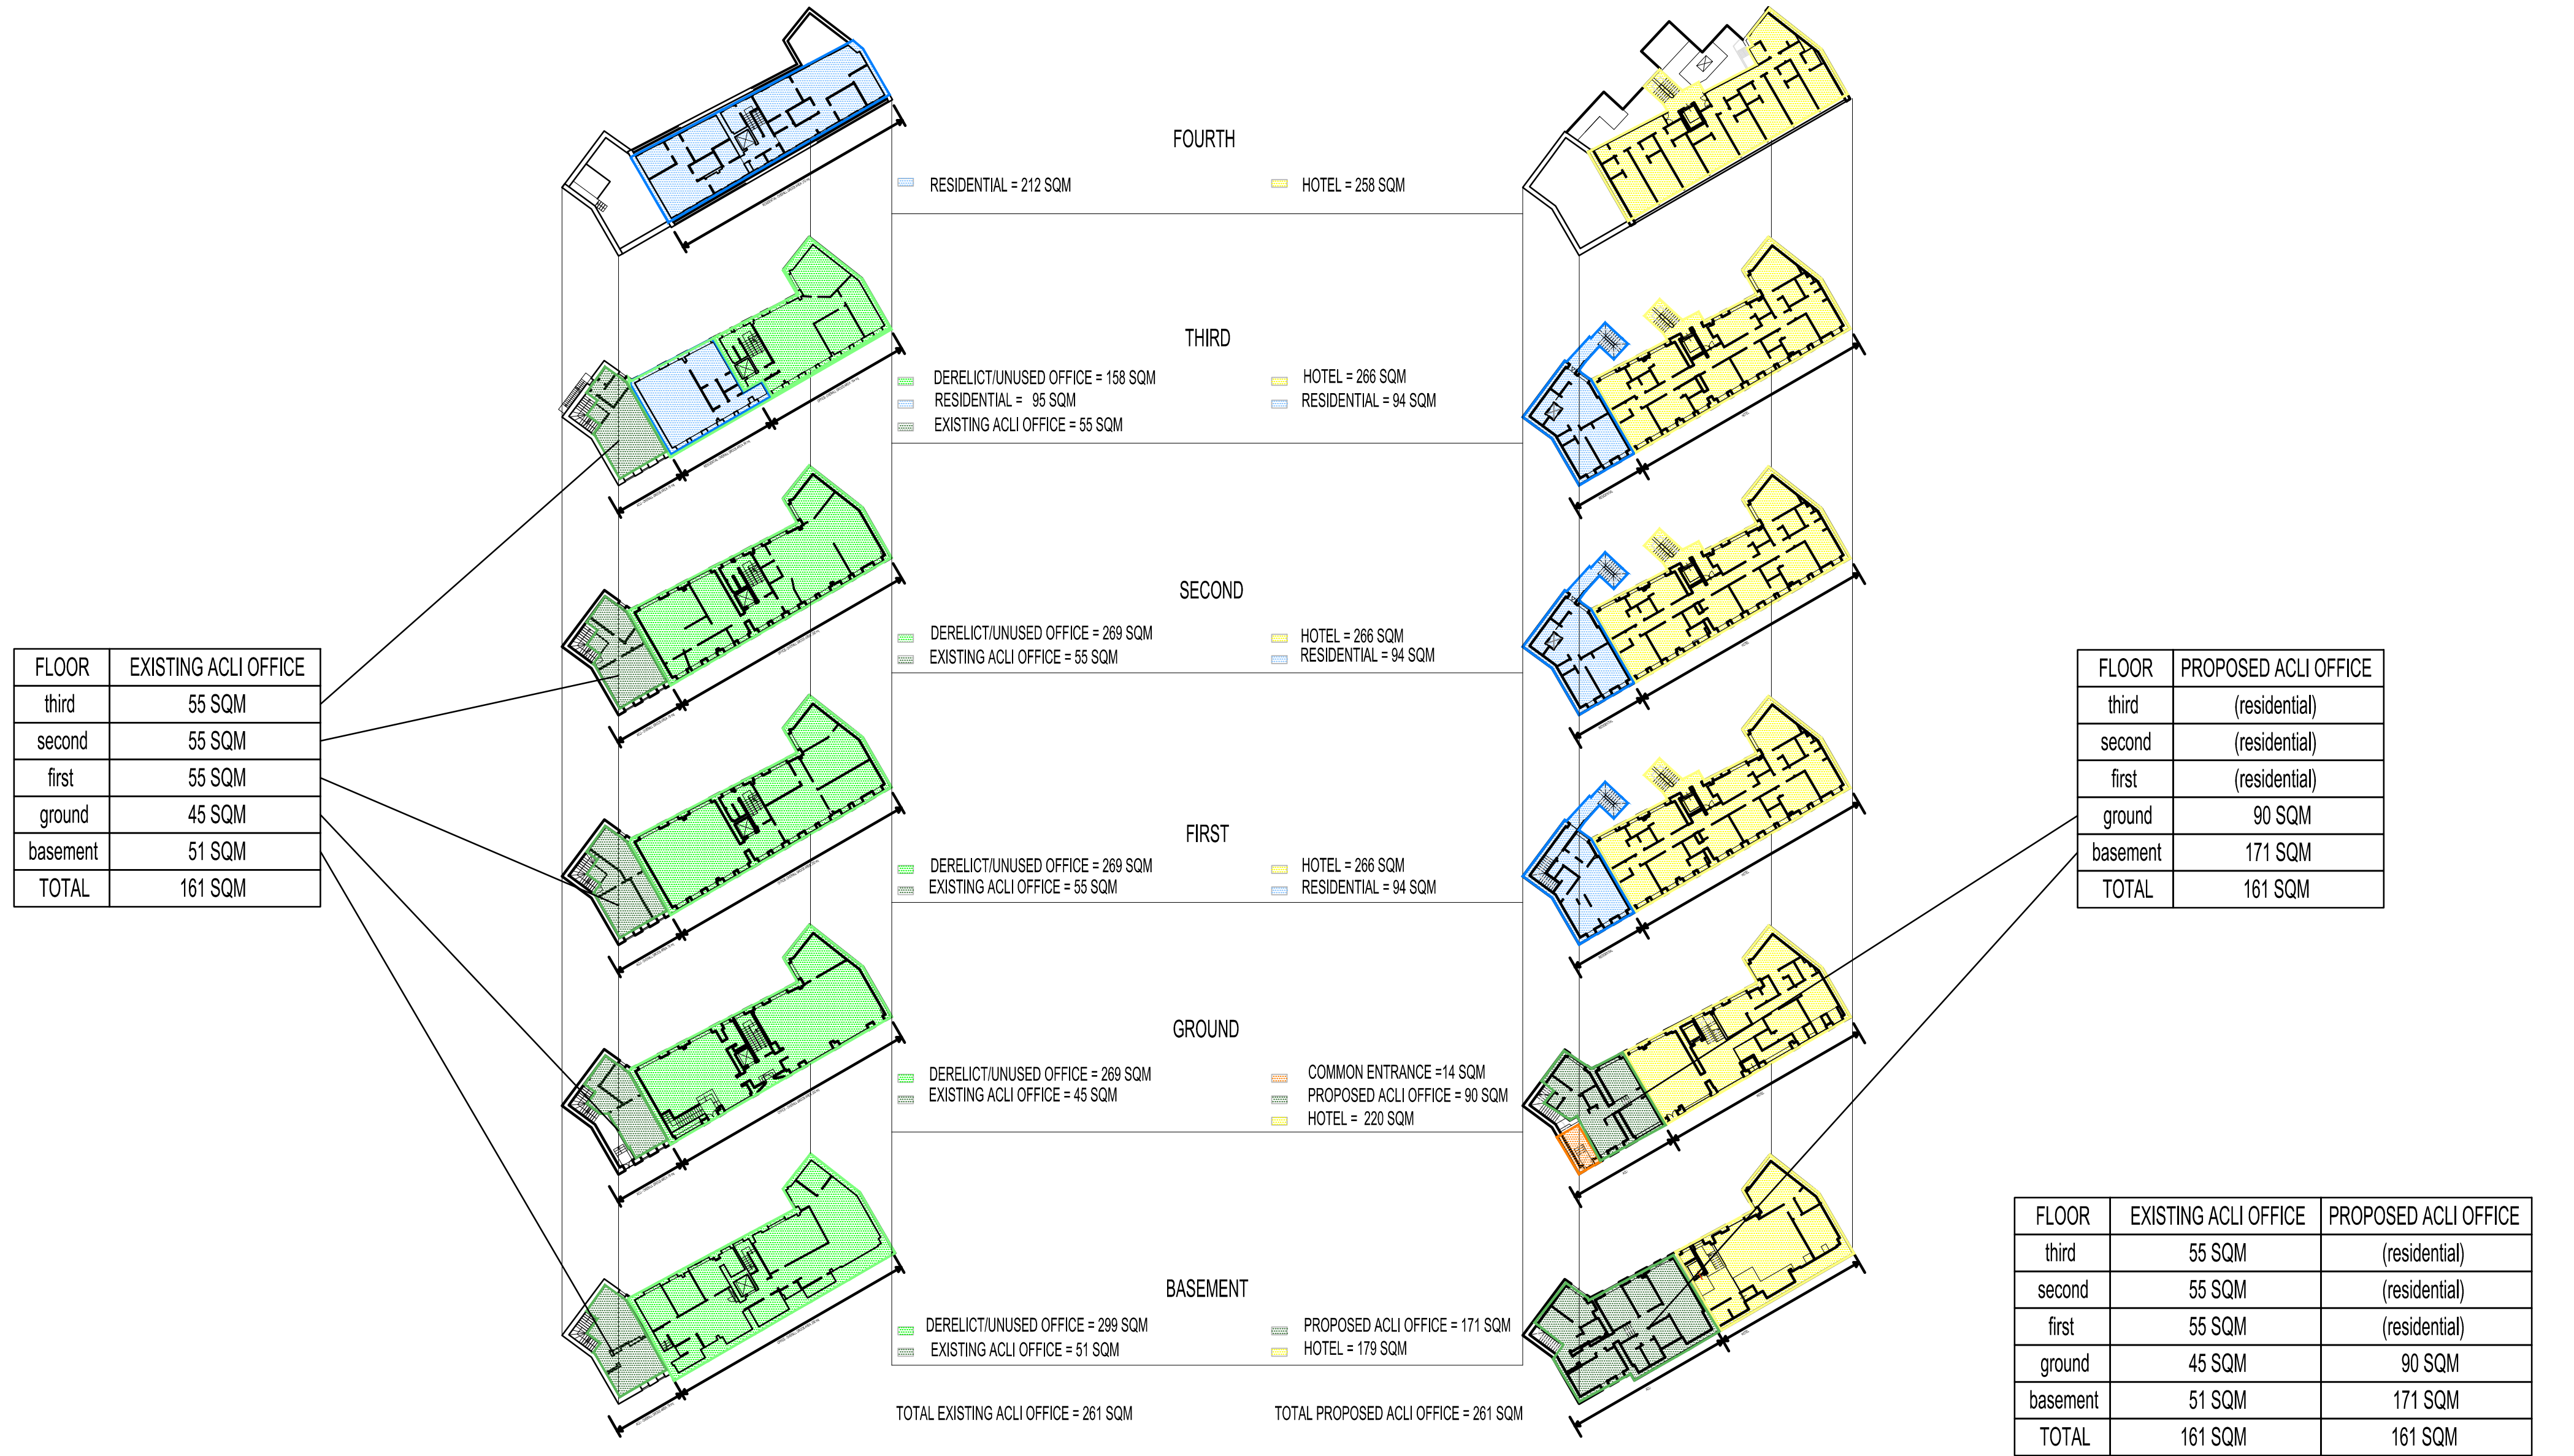 FOURTH
RESIDENTIAL = 212 SQM
HOTEL = 258 SQM
THIRD
DERELICT/UNUSED OFFICE = 158 SQM
RESIDENTIAL = 95 SQM
EXISTING ACLI OFFICE = 55 SQM
HOTEL = 266 SQM
RESIDENTIAL = 94 SQM
SECOND
DERELICT/UNUSED OFFICE = 269 SQM
EXISTING ACLI OFFICE = 55 SQM
HOTEL = 266 SQM
RESIDENTIAL = 94 SQM
FIRST
DERELICT/UNUSED OFFICE = 269 SQM
EXISTING ACLI OFFICE = 55 SQM
HOTEL = 266 SQM
RESIDENTIAL = 94 SQM
GROUND
DERELICT/UNUSED OFFICE = 269 SQM
EXISTING ACLI OFFICE = 45 SQM
COMMON ENTRANCE =14 SQM
PROPOSED ACLI OFFICE = 90 SQM
HOTEL = 220 SQM
BASEMENT
DERELICT/UNUSED OFFICE = 299 SQM
EXISTING ACLI OFFICE = 51 SQM
PROPOSED ACLI OFFICE = 171 SQM
HOTEL = 179 SQM
TOTAL EXISTING ACLI OFFICE = 261 SQM
TOTAL PROPOSED ACLI OFFICE = 261 SQM
FLOOR EXISTING ACLI OFFICE
third 55 SQM
second 55 SQM
first 55 SQM
ground 45 SQM
basement 51 SQM
TOTAL 161 SQM
FLOOR PROPOSED ACLI OFFICE
third (residential)
second (residential)
first (residential)
ground 90 SQM
basement 171 SQM
TOTAL 161 SQM
FLOOR EXISTING ACLI OFFICE PROPOSED ACLI OFFICE
third 55 SQM (residential)
second 55 SQM (residential)
first 55 SQM (residential)
ground 45 SQM 90 SQM
basement 51 SQM 171 SQM
TOTAL 161 SQM 161 SQM